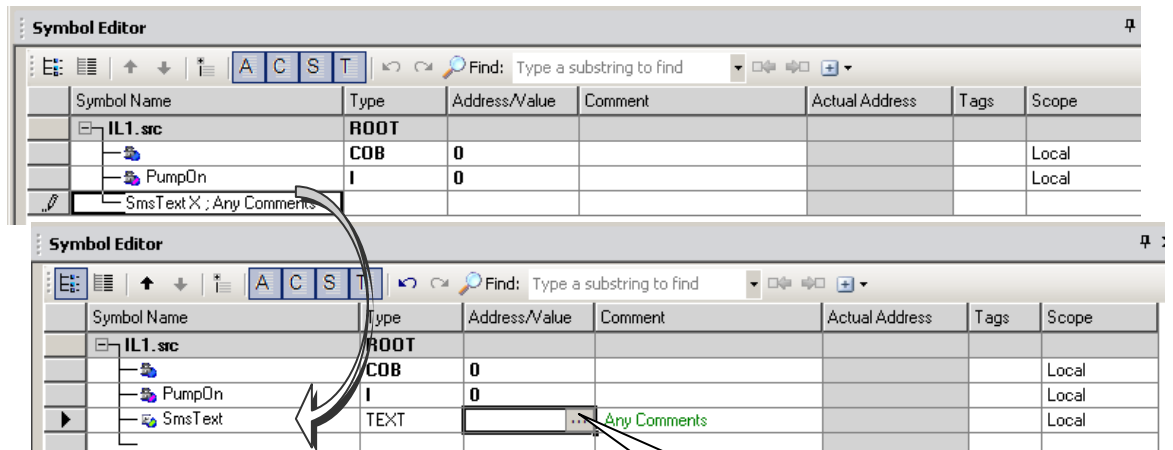 Symbol Editor
A C S T Find: Type a substring to find
Symbol Name Type Address/Value Comment Actual Address Tags Scope
IL1.src ROOT
COB 0 Local
PumpOn I 0 Local
SmsText X ; Any Comments
Symbol Editor
A C S T Find: Type a substring to find
Symbol Name Type Address/Value Comment Actual Address Tags Scope
IL1.src ROOT
COB 0 Local
PumpOn I 0 Local
SmsText TEXT ... Any Comments Local